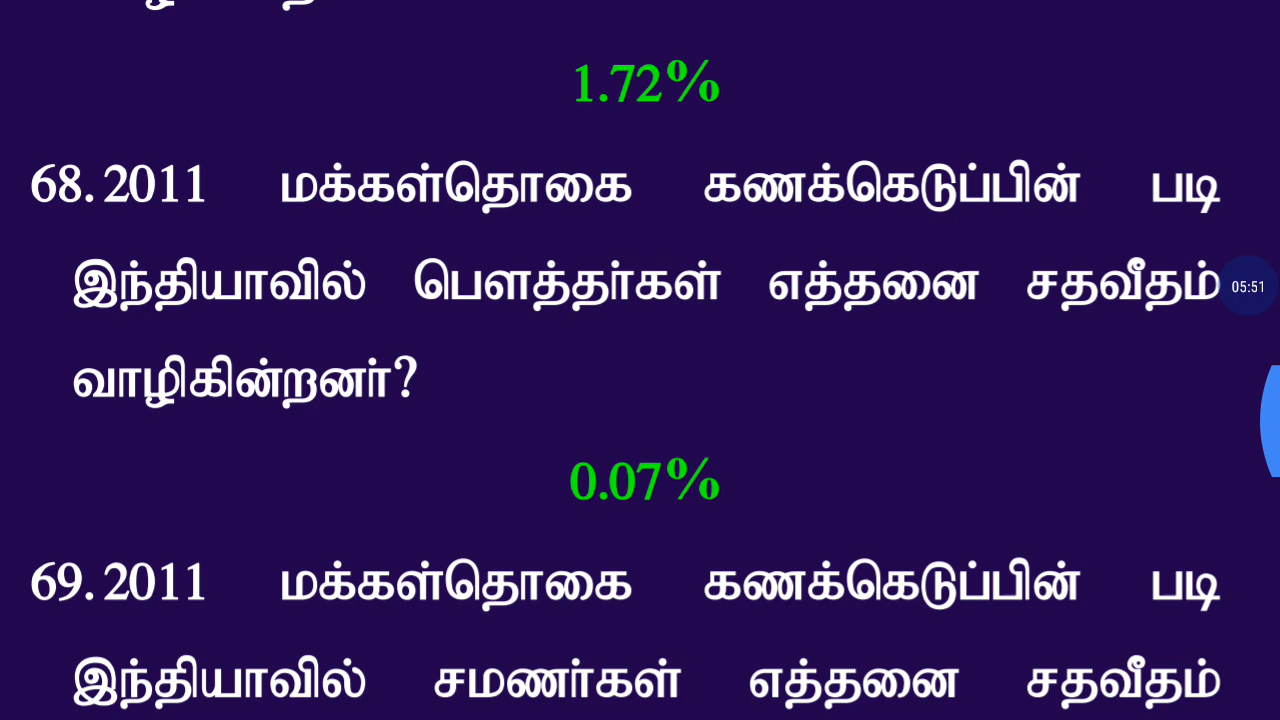 1.72%
68. 2011 மக்கள்தொகை கணக்கெடுப்பின் படி
இந்தியாவில் பௌத்தர்கள் எத்தனை சதவீதம்
05:51
வாழிகின்றனர்?
0.07%
69. 2011 மக்கள்தொகை கணக்கெடுப்பின் படி
இந்தியாவில் சமணர்கள் எத்தனை சதவீதம்